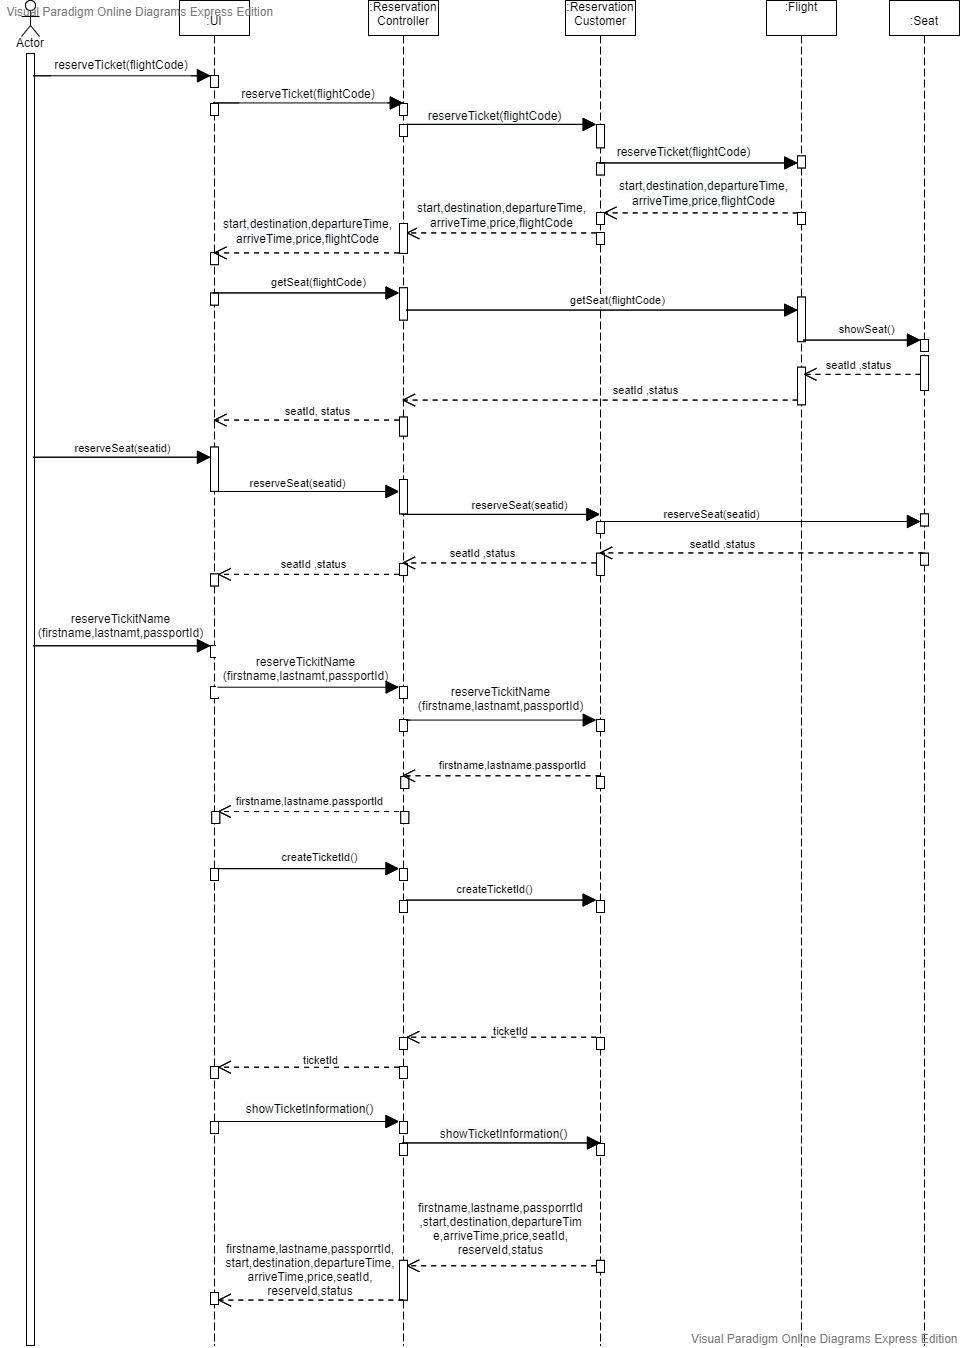 Visual Paradigm Online Diagrams Express Edition
Actor
:UI
:Reservation
Controller
:Reservation
Customer
:Flight
:Seat
reserveTicket(flightCode)
reserveTicket(flightCode)
reserveTicket(flightCode)
reserveTicket(flightCode)
start,destination,departureTime,
arriveTime,price,flightCode
start,destination,departureTime,
arriveTime,price,flightCode
start,destination,departureTime,
arriveTime,price,flightCode
getSeat(flightCode)
getSeat(flightCode)
showSeat()
seatId ,status
seatId ,status
seatId, status
reserveSeat(seatid)
reserveSeat(seatid)
reserveSeat(seatid)
reserveSeat(seatid)
seatId ,status
seatId ,status
seatId ,status
reserveTickitName
(firstname,lastnamt,passportId)
reserveTickitName
(firstname,lastnamt,passportId)
reserveTickitName
(firstname,lastnamt,passportId)
firstname,lastname.passportId
firstname,lastname.passportId
createTicketId()
createTicketId()
ticketId
ticketId
showTicketInformation()
showTicketInformation()
firstname,lastname,passporrtId
,start,destination,departureTim
e,arriveTime,price,seatId,
reserveId,status
firstname,lastname,passporrtId,
start,destination,departureTime,
arriveTime,price,seatId,
reserveId,status
Visual Paradigm Online Diagrams Express Edition